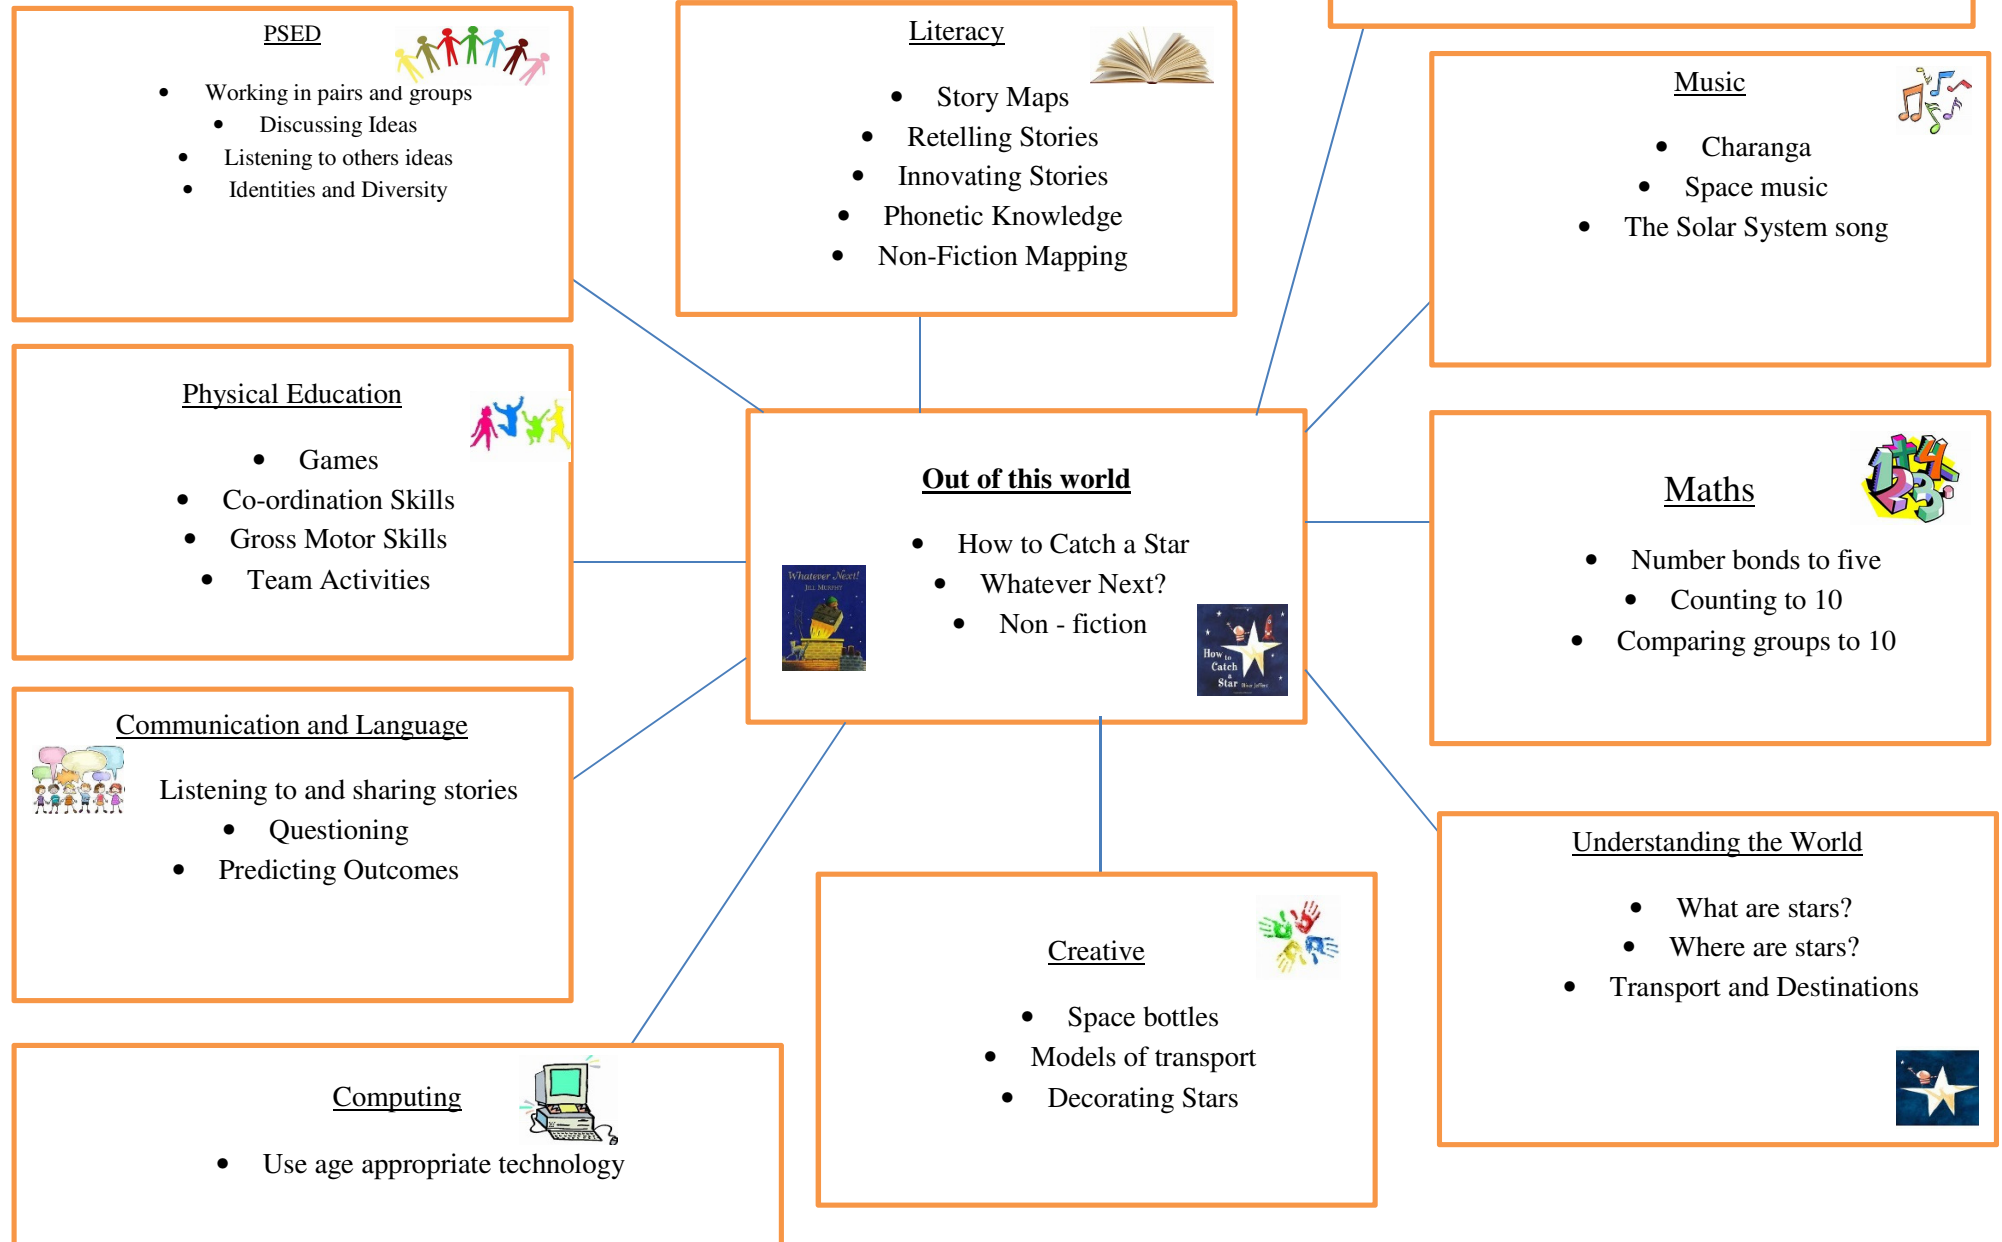 PSED
• Working in pairs and groups
• Discussing Ideas
• Listening to others ideas
• Identities and Diversity
Literacy
• Story Maps
• Retelling Stories
• Innovating Stories
• Phonetic Knowledge
• Non-Fiction Mapping
Music
• Charanga
• Space music
• The Solar System song
Physical Education
• Games
• Co-ordination Skills
• Gross Motor Skills
• Team Activities
Out of this world
• How to Catch a Star
• Whatever Next?
• Non - fiction
Whatever Next!
JILL MURPHY
How to
Catch
a
Star Oliver Jeffers
Maths
• Number bonds to five
• Counting to 10
• Comparing groups to 10
Communication and Language
Listening to and sharing stories
• Questioning
• Predicting Outcomes
Understanding the World
• What are stars?
• Where are stars?
• Transport and Destinations
Creative
• Space bottles
• Models of transport
• Decorating Stars
Computing
• Use age appropriate technology